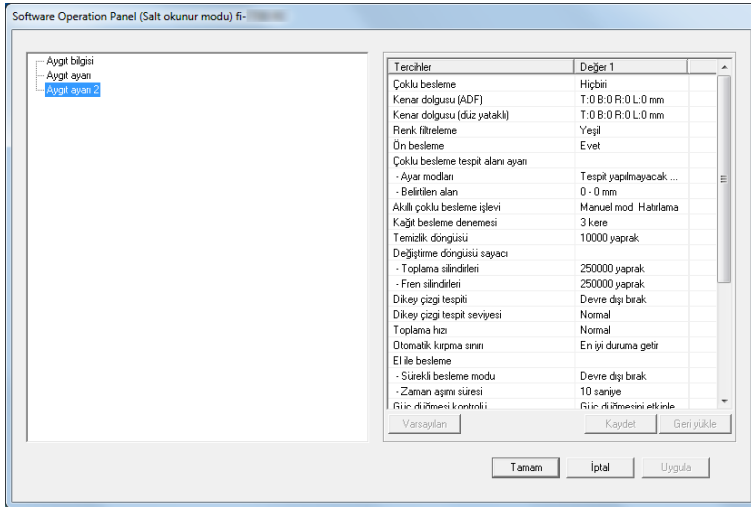 Software Operation Panel (Salt okunur modu) fi-
Aygıt bilgisi
Aygıt ayarı
Aygıt ayarı 2
Tercihler Değer 1
Çoklu besleme Hiçbiri
Kenar dolgusu (ADF) T:0 B:0 R:0 L:0 mm
Kenar dolgusu (düz yataklı) T:0 B:0 R:0 L:0 mm
Renk filtreleme Yeşil
Ön besleme Evet
Çoklu besleme tespit alanı ayarı
- Ayar modları Tespit yapılmayacak ...
- Belirtilen alan 0 - 0 mm
Akıllı çoklu besleme işlevi Manuel mod Hatırlama
Kağıt besleme denemesi 3 kere
Temizlik döngüsü 10000 yaprak
Değiştirme döngüsü sayacı
- Toplama silindirleri 250000 yaprak
- Fren silindirleri 250000 yaprak
Dikey çizgi tespiti Devre dışı bırak
Dikey çizgi tespit seviyesi Normal
Toplama hızı Normal
Otomatik kırpma sınırı En iyi duruma getir
El ile besleme
- Sürekli besleme modu Devre dışı bırak
- Zaman aşımı süresi 10 saniye
Güç düğmesi kontrolü Güç düğmesini etkinle
Varsayılan Kaydet Geri yükle
Tamam İptal Uygula